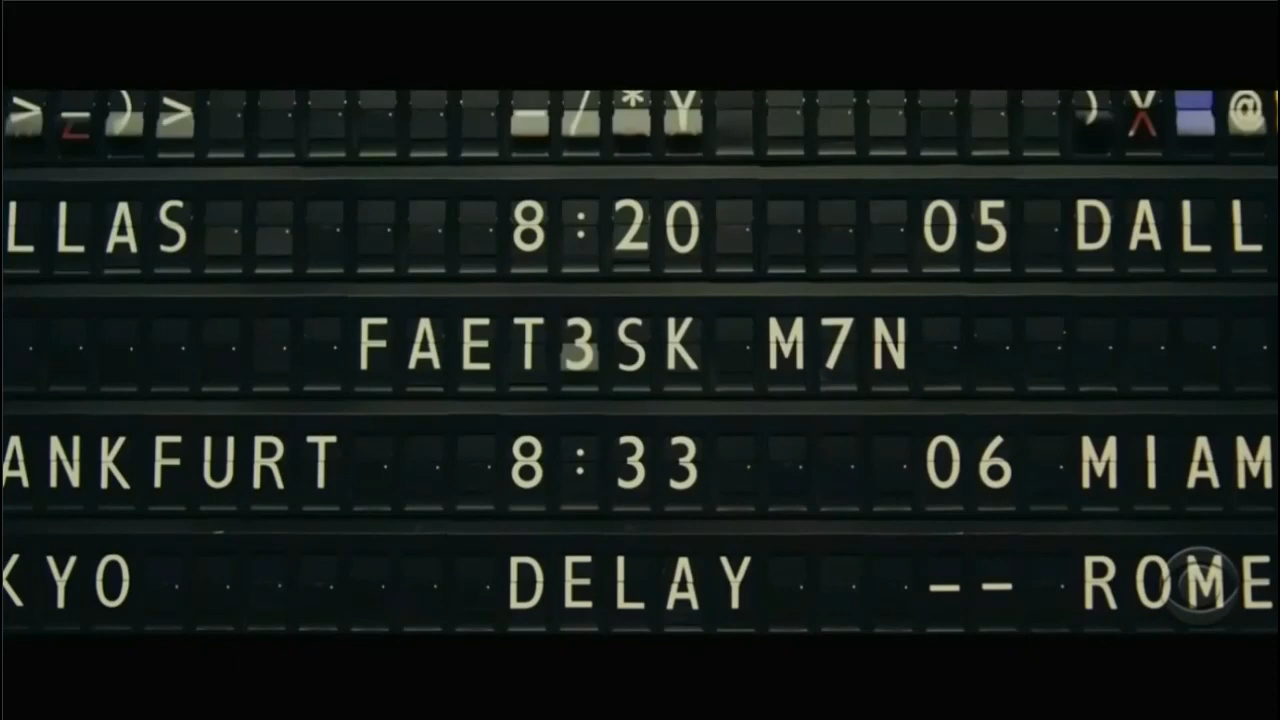 >–)> –/*Y )X @
LLAS 8:20 05 DALL
FAET3SK M7N
ANKFURT 8:33 06 MIAM
KYO DELAY -- ROME